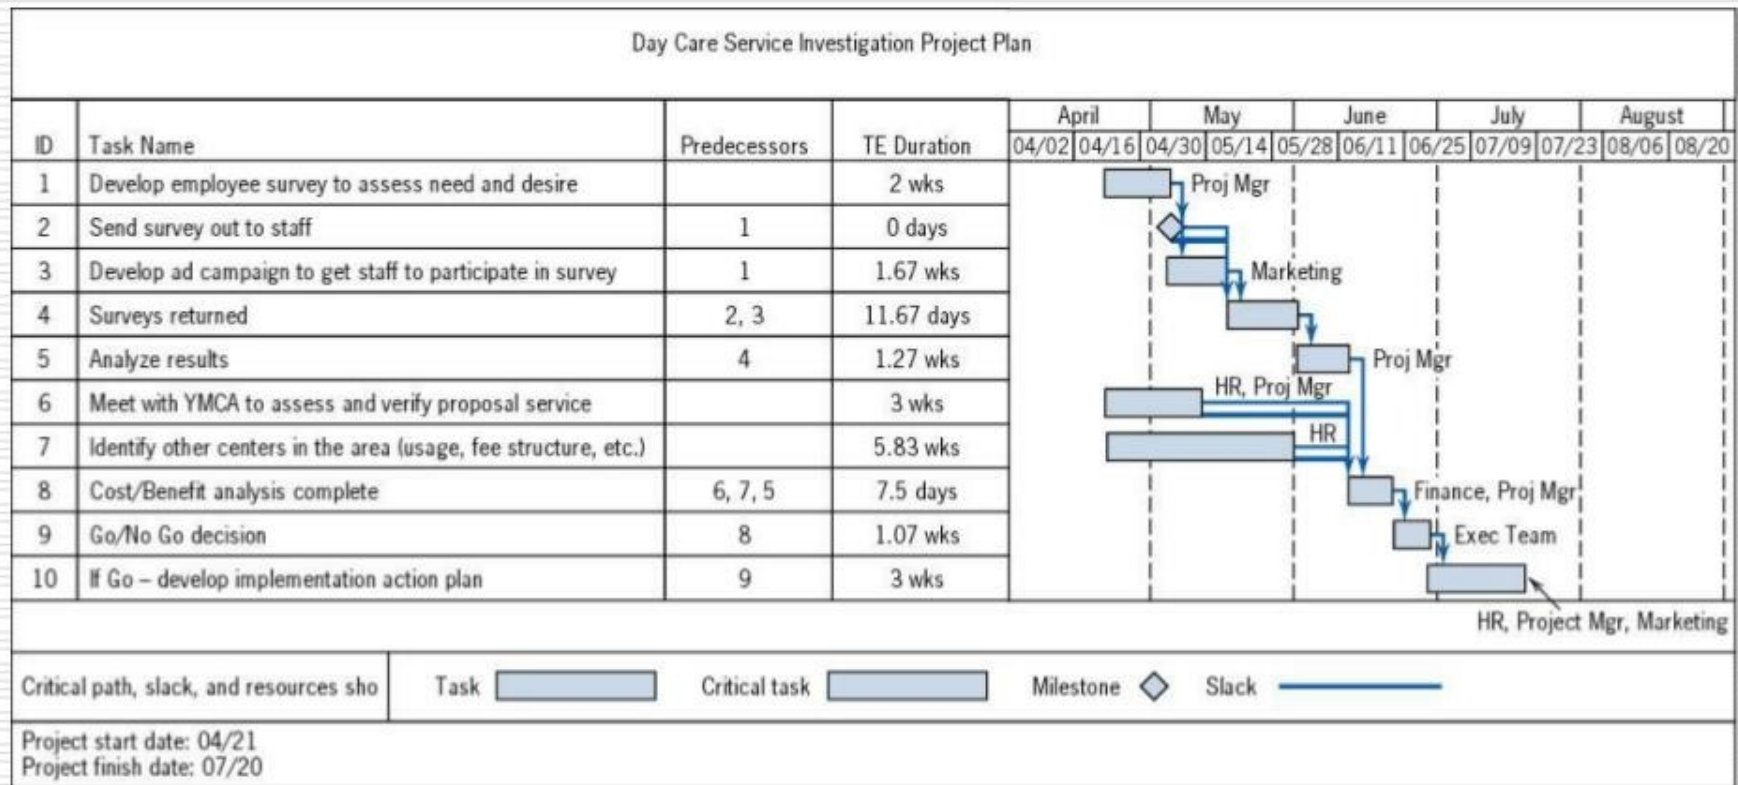 Day Care Service Investigation Project Plan
April May June July August
ID Task Name Predecessors TE Duration 04/02 04/16 04/30 05/14 05/28 06/11 06/25 07/09 07/23 08/06 08/20
1 Develop employee survey to assess need and desire 2 wks Proj Mgr
2 Send survey out to staff 1 0 days
3 Develop ad campaign to get staff to participate in survey 1 1.67 wks Marketing
4 Surveys returned 2, 3 11.67 days
5 Analyze results 4 1.27 wks Proj Mgr
6 Meet with YMCA to assess and verify proposal service 3 wks HR, Proj Mgr
7 Identify other centers in the area (usage, fee structure, etc.) 5.83 wks HR
8 Cost/Benefit analysis complete 6, 7, 5 7.5 days Finance, Proj Mgr
9 Go/No Go decision 8 1.07 wks Exec Team
10 If Go – develop implementation action plan 9 3 wks
HR, Project Mgr, Marketing
Critical path, slack, and resources sho Task Critical task Milestone Slack
Project start date: 04/21
Project finish date: 07/20